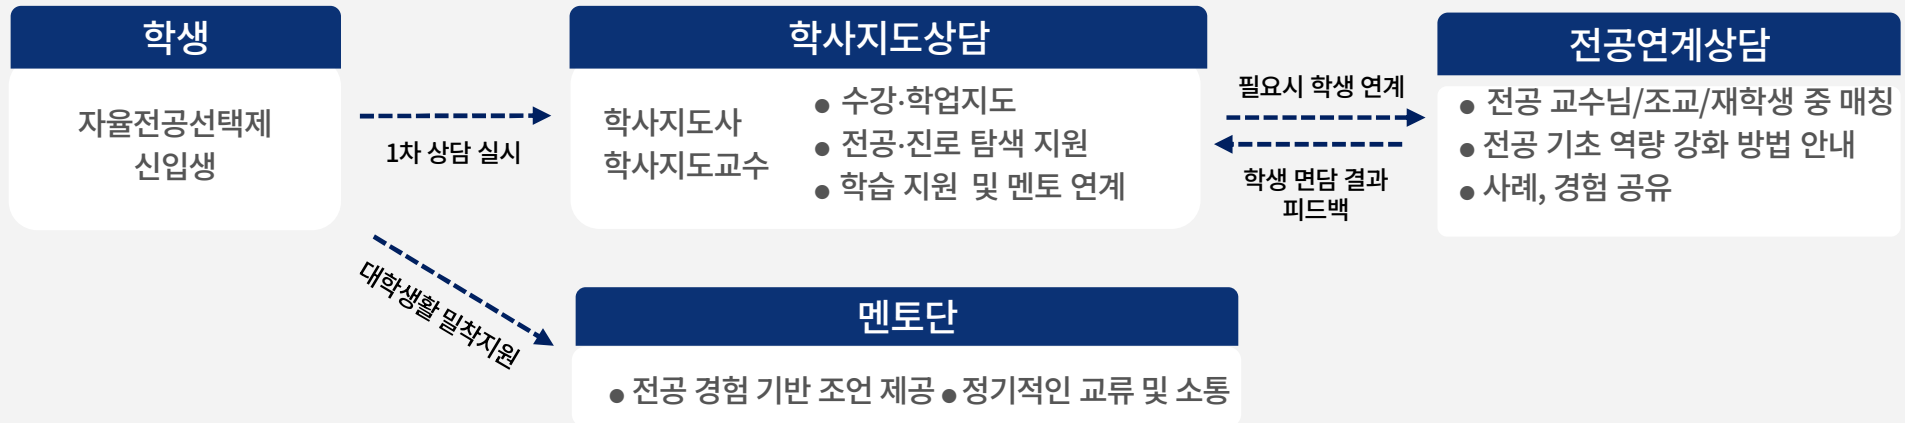 학생
자율전공선택제
신입생
1차 상담 실시
학사지도상담
학사지도사
학사지도교수
● 수강·학업지도
● 전공·진로 탐색 지원
● 학습 지원 및 멘토 연계
필요시 학생 연계
학생 면담 결과
피드백
전공연계상담
● 전공 교수님/조교/재학생 중 매칭
● 전공 기초 역량 강화 방법 안내
● 사례, 경험 공유
대학생활 밀착지원
멘토단
● 전공 경험 기반 조언 제공 ● 정기적인 교류 및 소통